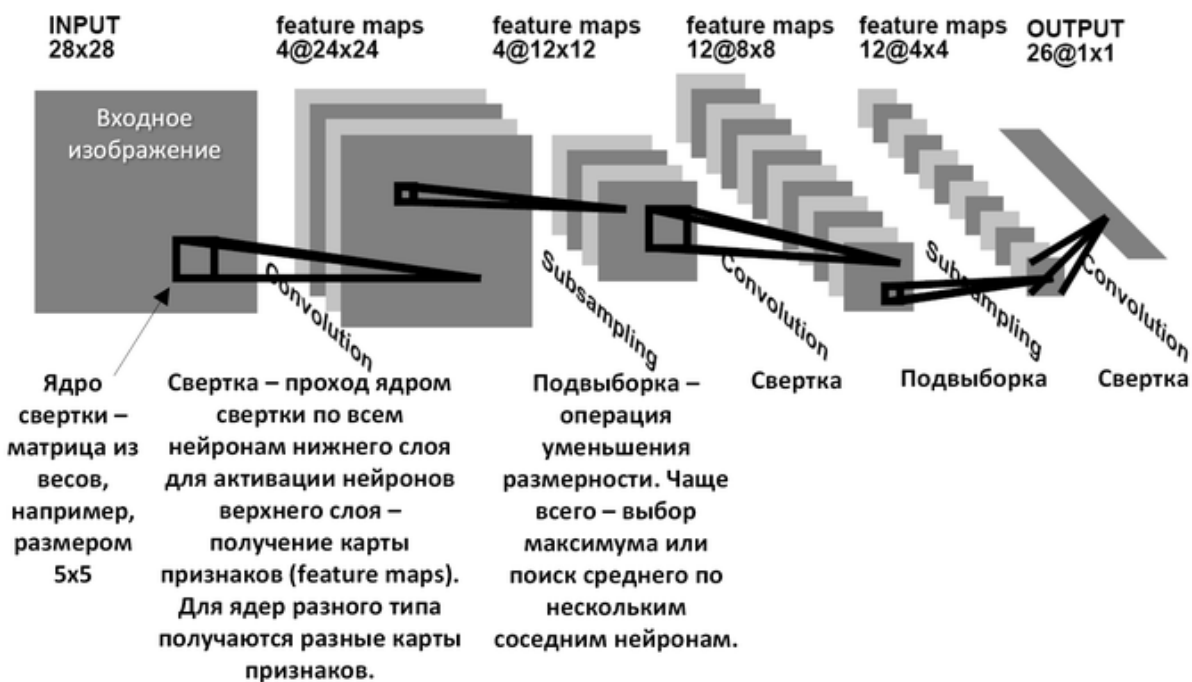 INPUT
28x28
feature maps
4@24x24
feature maps
4@12x12
feature maps
12@8x8
feature maps
12@4x4
OUTPUT
26@1x1
Входное
изображение
Convolution
Subsampling
Convolution
Subsampling
Convolution
Ядро
свертки –
матрица из
весов,
например,
размером
5x5
Свертка – проход ядром
свертки по всем
нейронам нижнего слоя
для активации нейронов
верхнего слоя –
получение карты
признаков (feature maps).
Для ядер разного типа
получаются разные карты
признаков.
Подвыборка –
операция
уменьшения
размерности. Чаще
всего – выбор
максимума или
поиск среднего по
нескольким
соседним нейронам.
Свертка
Подвыборка
Свертка